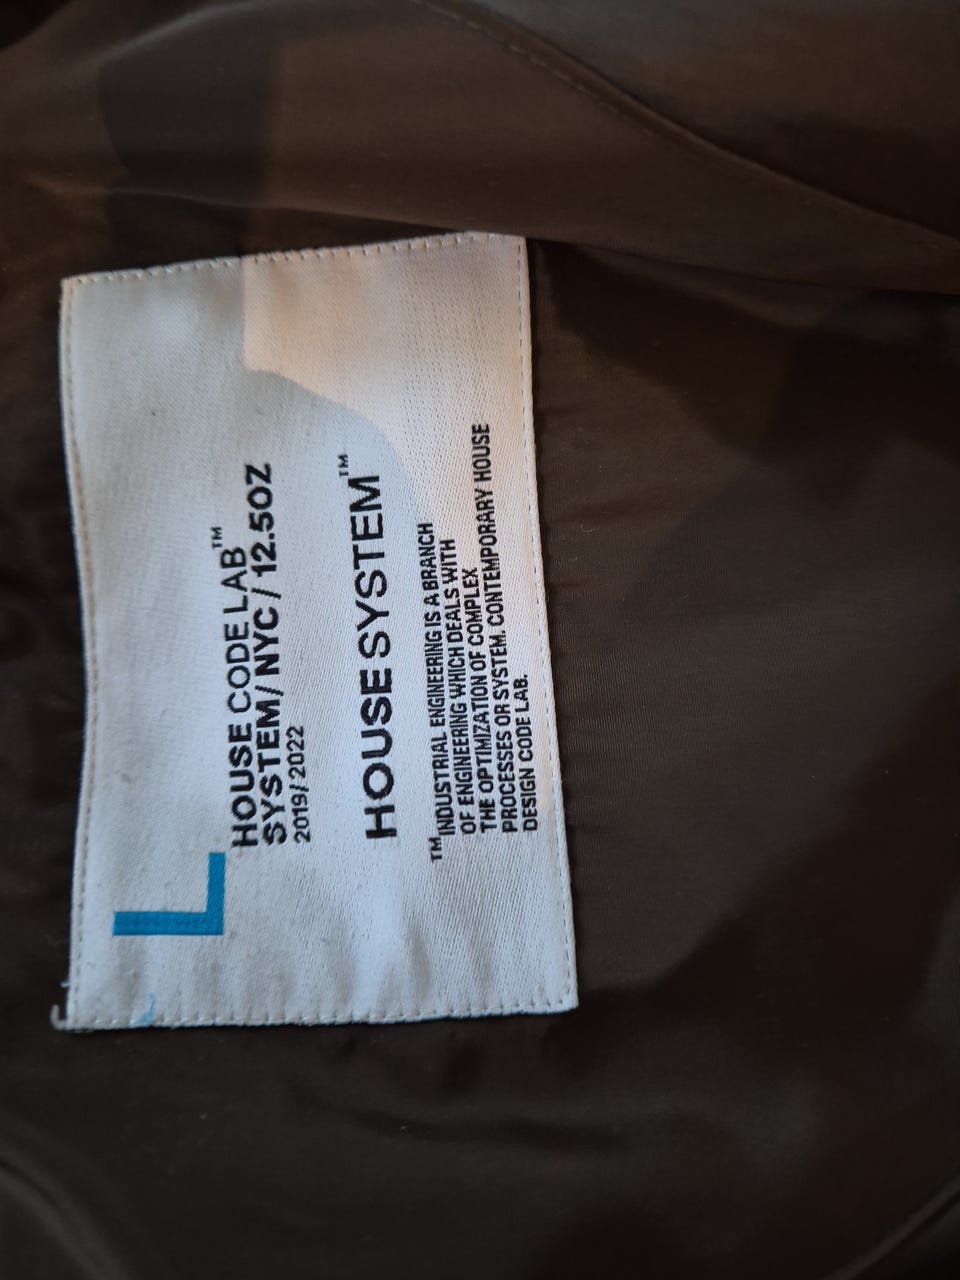 L
HOUSE CODE LAB™
SYSTEM/ NYC / 12.5OZ
2019/ 2022
HOUSE SYSTEM™
™INDUSTRIAL ENGINEERING IS A BRANCH
OF ENGINEERING WHICH DEALS WITH
THE OPTIMIZATION OF COMPLEX
PROCESSES OR SYSTEM. CONTEMPORARY HOUSE
DESIGN CODE LAB.